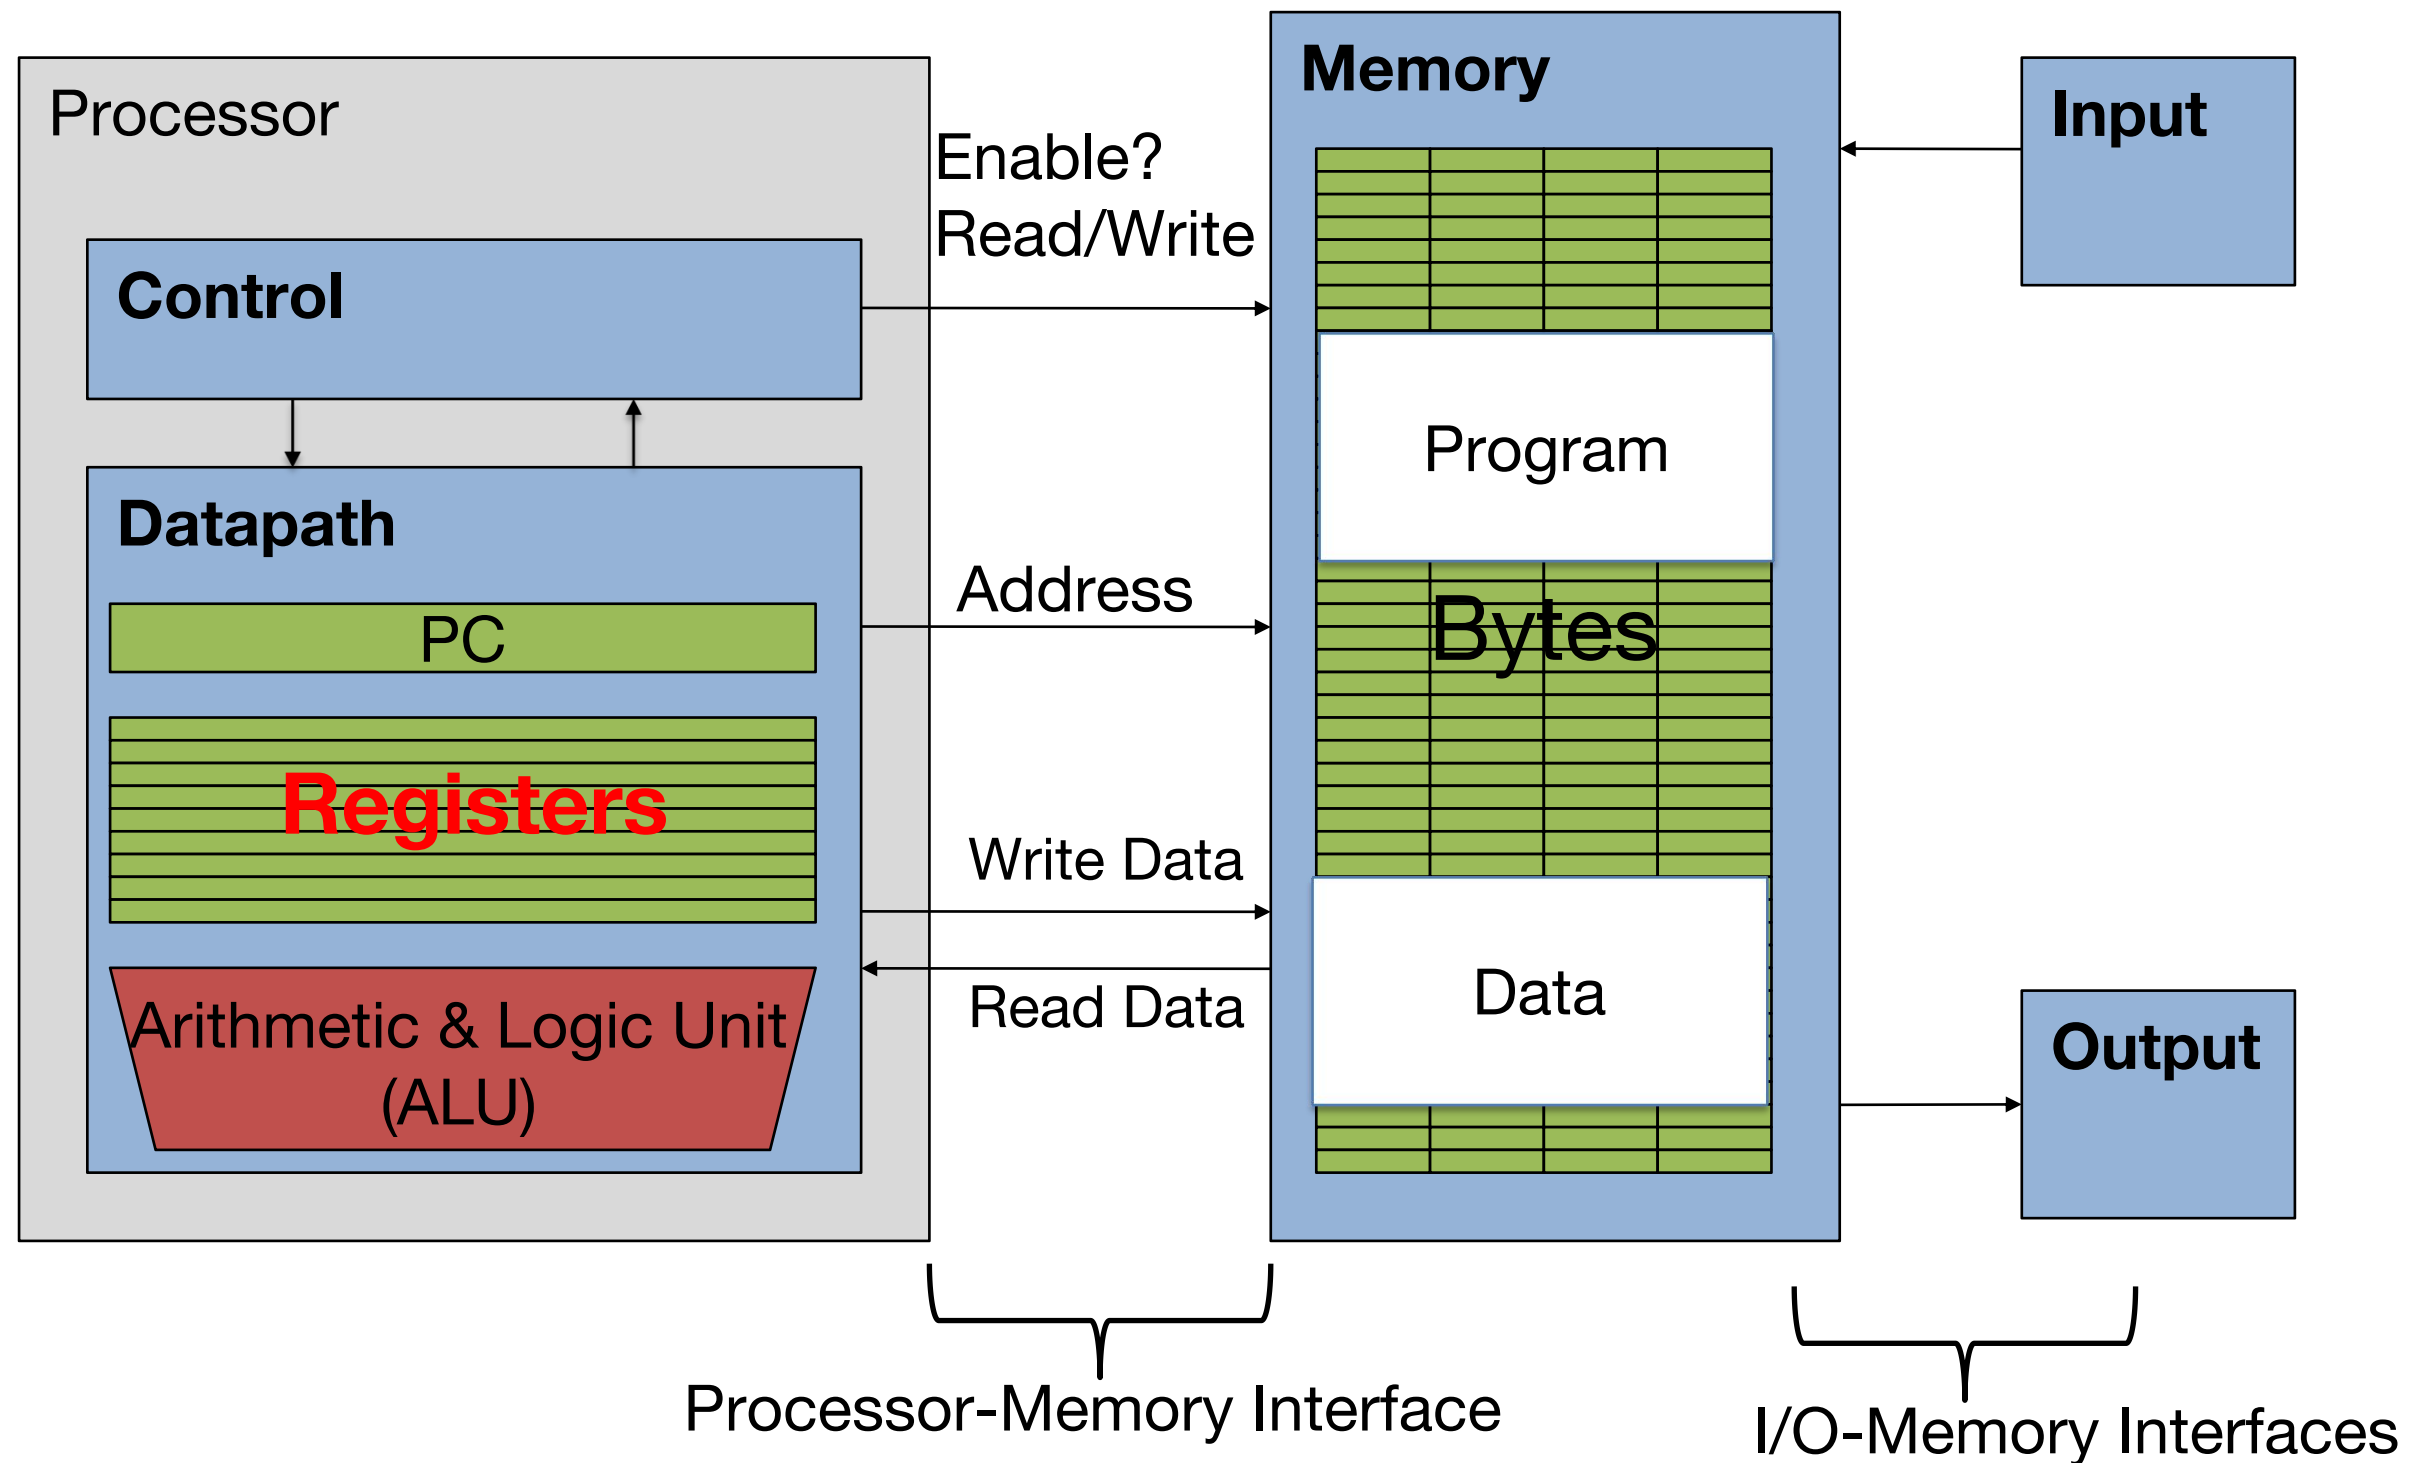 Processor
Control
Datapath
PC
Registers
Arithmetic & Logic Unit
(ALU)
Enable?
Read/Write
Address
Write Data
Read Data
Memory
Program
Bytes
Data
Input
Output
Processor-Memory Interface
I/O-Memory Interfaces